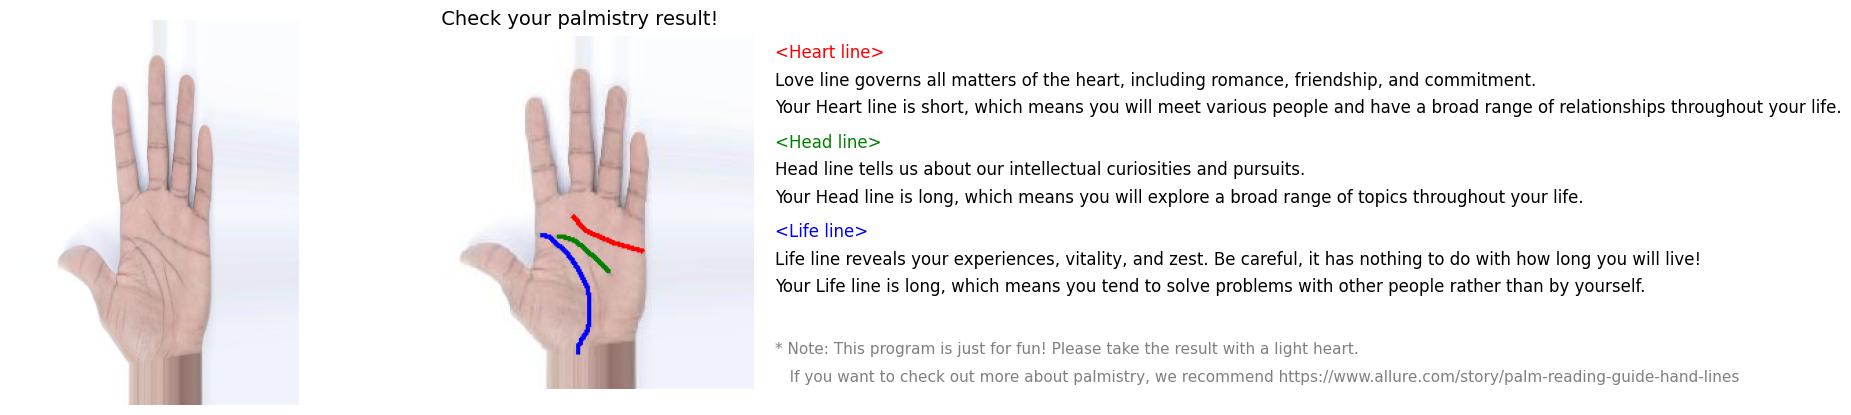 Check your palmistry result!
<Heart line>
Love line governs all matters of the heart, including romance, friendship, and commitment.
Your Heart line is short, which means you will meet various people and have a broad range of relationships throughout your life.
<Head line>
Head line tells us about our intellectual curiosities and pursuits.
Your Head line is long, which means you will explore a broad range of topics throughout your life.
<Life line>
Life line reveals your experiences, vitality, and zest. Be careful, it has nothing to do with how long you will live!
Your Life line is long, which means you tend to solve problems with other people rather than by yourself.
* Note: This program is just for fun! Please take the result with a light heart.
If you want to check out more about palmistry, we recommend https://www.allure.com/story/palm-reading-guide-hand-lines